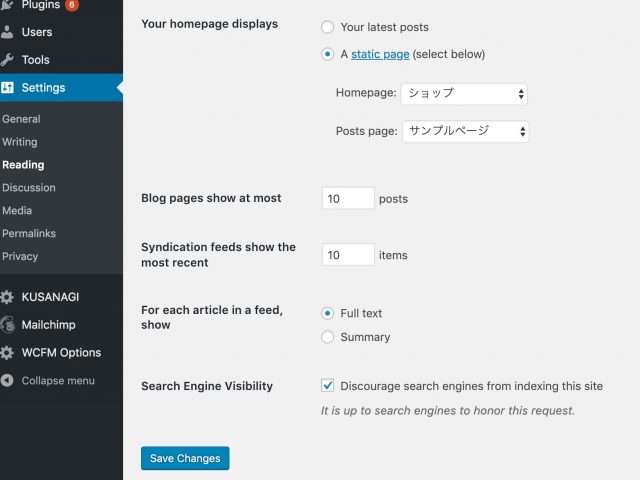 Plugins 6
Users
Tools
Settings
General
Writing
Reading
Discussion
Media
Permalinks
Privacy
KUSANAGI
Mailchimp
WCFM Options
Collapse menu
Your homepage displays
Your latest posts
A static page (select below)
Homepage: ショップ
Posts page: サンプルページ
Blog pages show at most
10 posts
Syndication feeds show the
most recent
10 items
For each article in a feed,
show
Full text
Summary
Search Engine Visibility
Discourage search engines from indexing this site
It is up to search engines to honor this request.
Save Changes